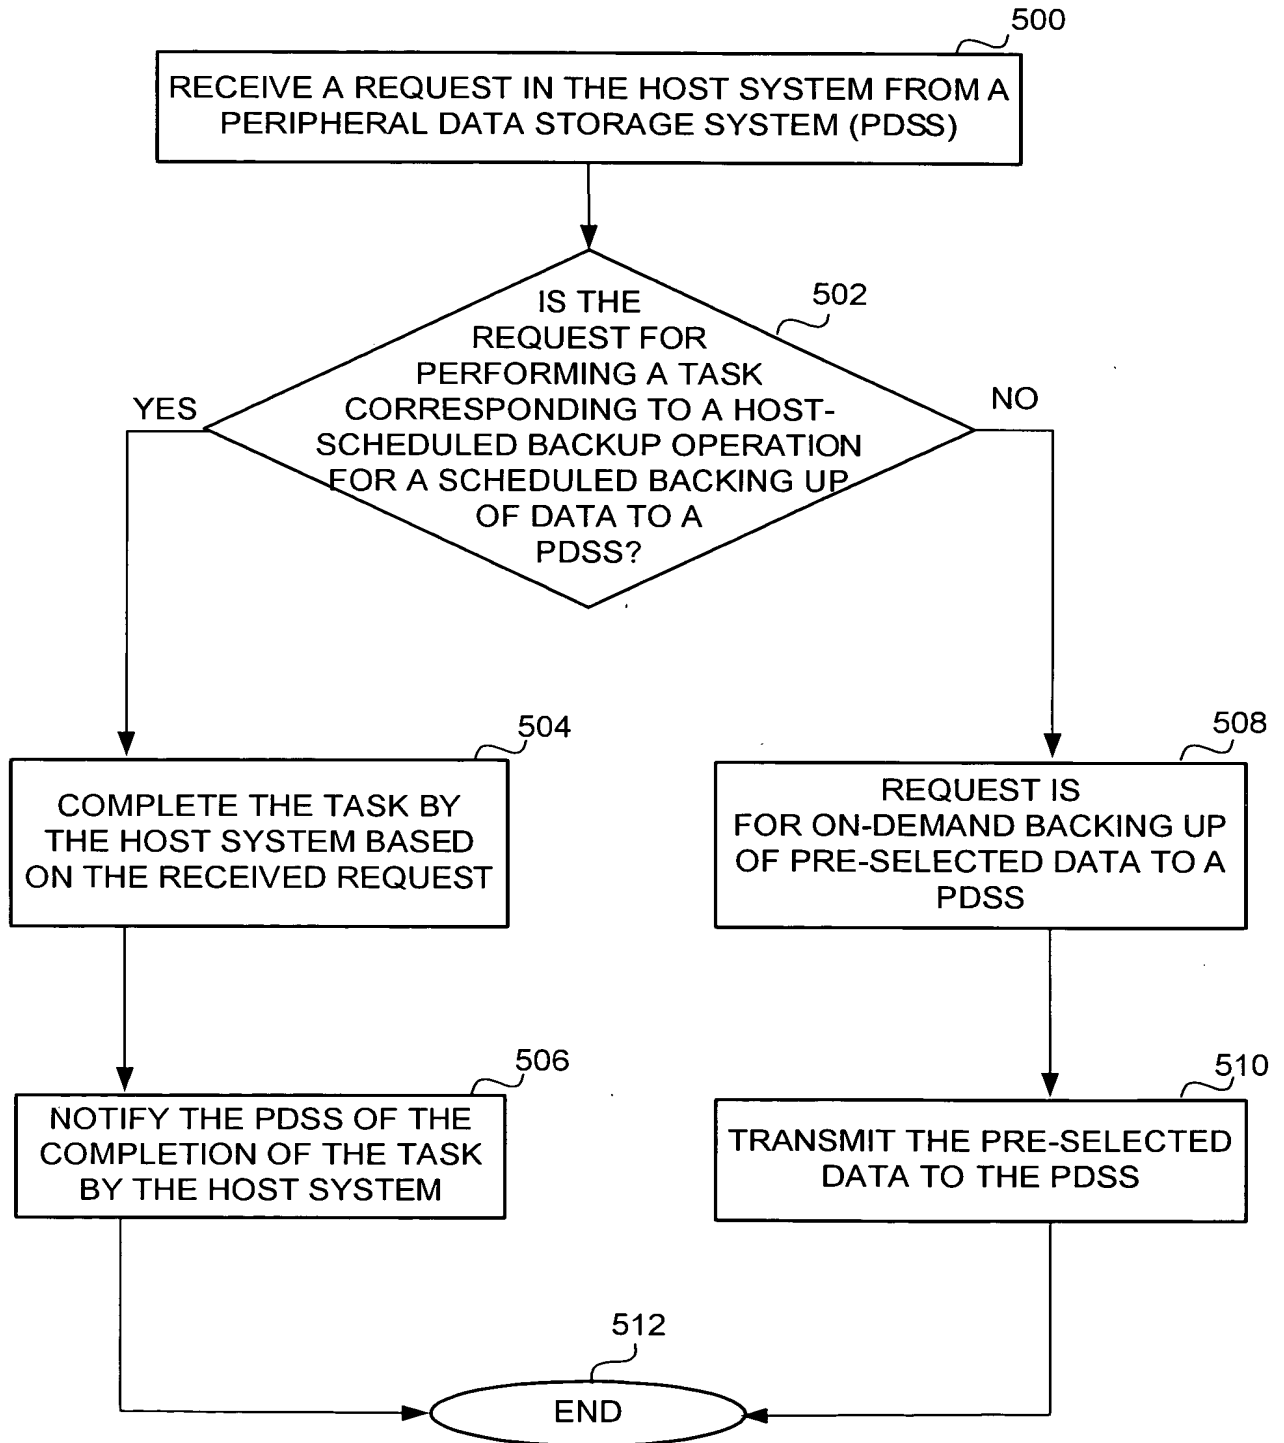 500
RECEIVE A REQUEST IN THE HOST SYSTEM FROM A
PERIPHERAL DATA STORAGE SYSTEM (PDSS)
502
IS THE
REQUEST FOR
PERFORMING A TASK
CORRESPONDING TO A HOST-
SCHEDULED BACKUP OPERATION
FOR A SCHEDULED BACKING UP
OF DATA TO A
PDSS?
YES
NO
504
COMPLETE THE TASK BY
THE HOST SYSTEM BASED
ON THE RECEIVED REQUEST
508
REQUEST IS
FOR ON-DEMAND BACKING UP
OF PRE-SELECTED DATA TO A
PDSS
506
NOTIFY THE PDSS OF THE
COMPLETION OF THE TASK
BY THE HOST SYSTEM
510
TRANSMIT THE PRE-SELECTED
DATA TO THE PDSS
512
END